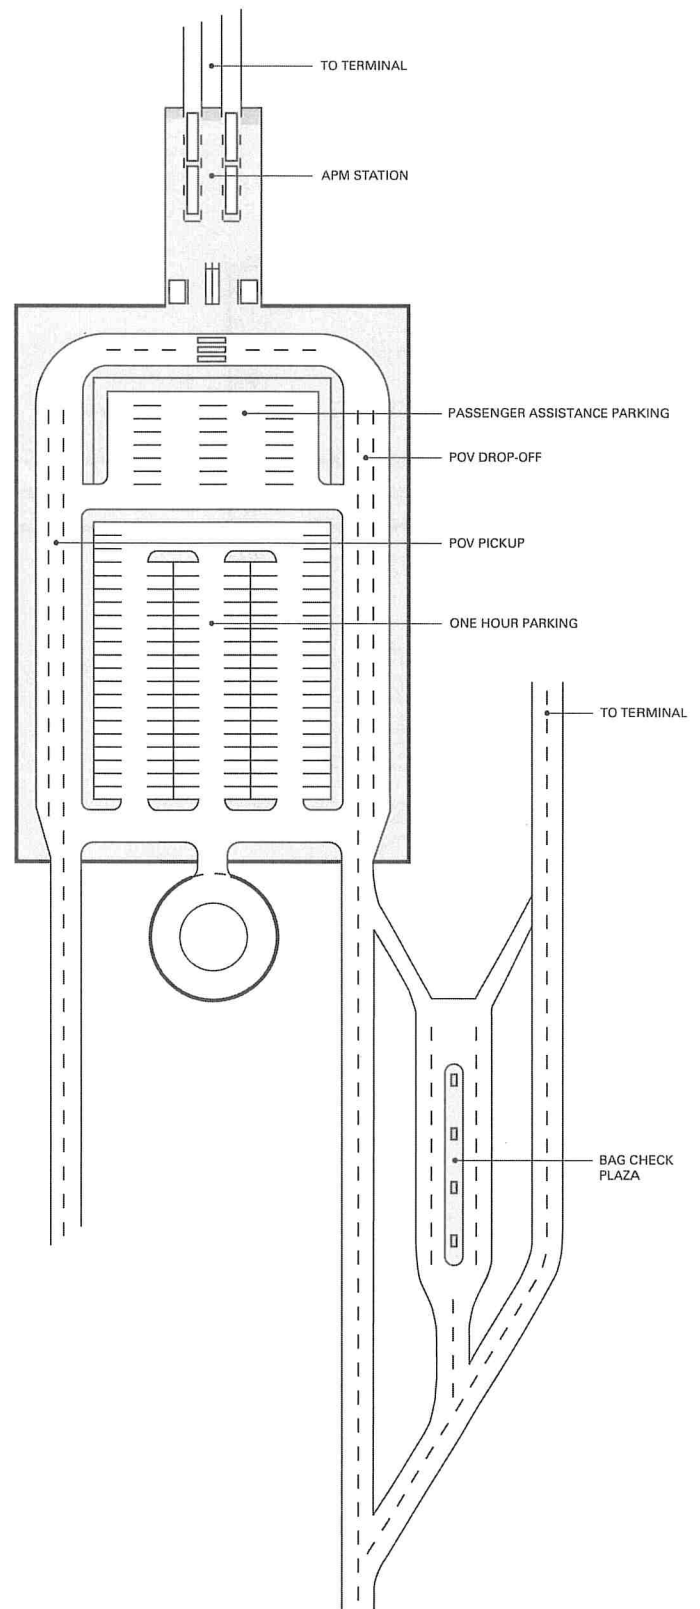 TO TERMINAL
APM STATION
PASSENGER ASSISTANCE PARKING
POV DROP-OFF
POV PICKUP
ONE HOUR PARKING
TO TERMINAL
BAG CHECK
PLAZA